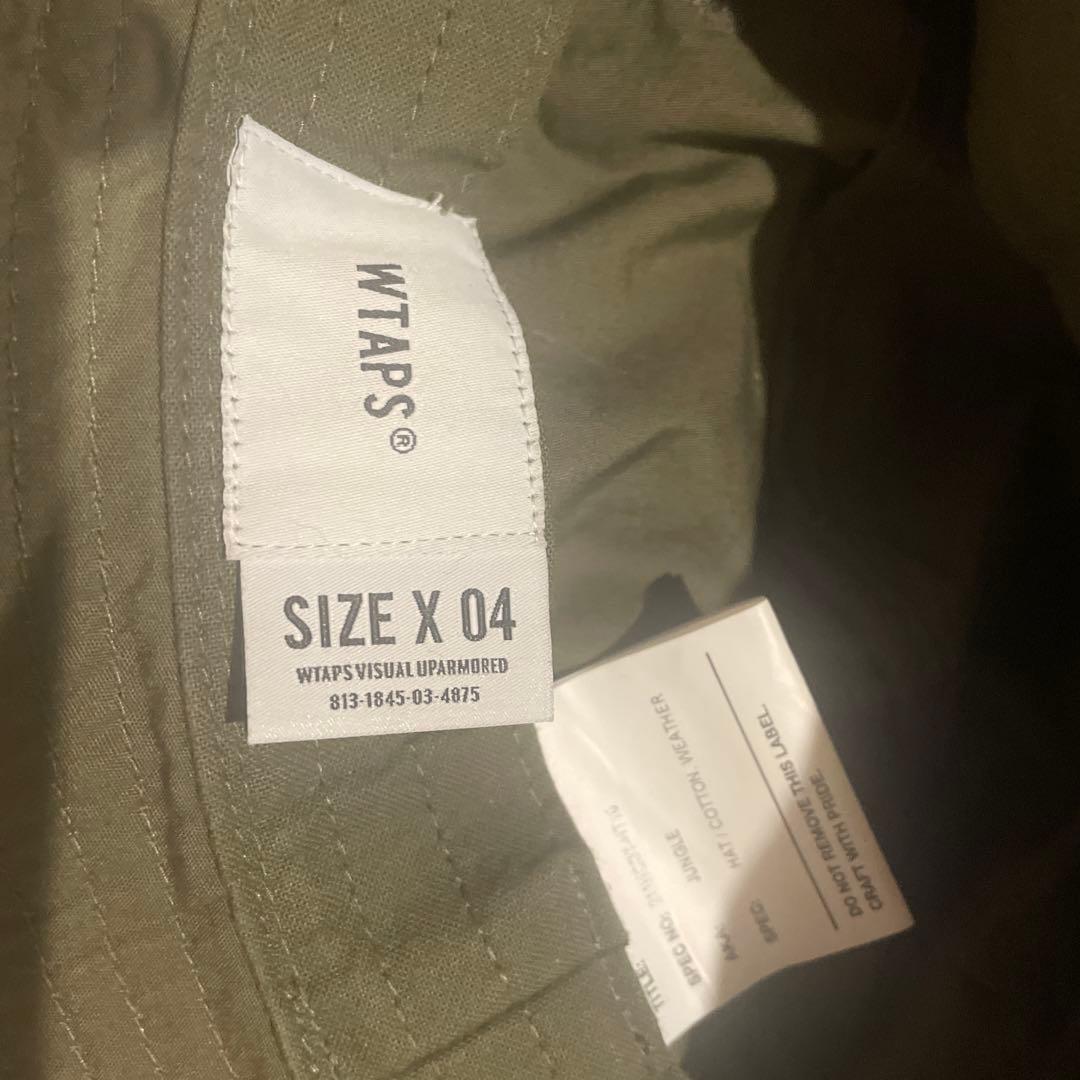 WTAPS®
SIZE X 04
WTAPS VISUAL UPARMORED
813-1845-03-4875
TITLE:
SPEC NO:
AKA: JUNGLE
SPEC: HAT / COTTON WEATHER
DO NOT REMOVE THIS LABEL.
CRAFT WITH PRIDE.